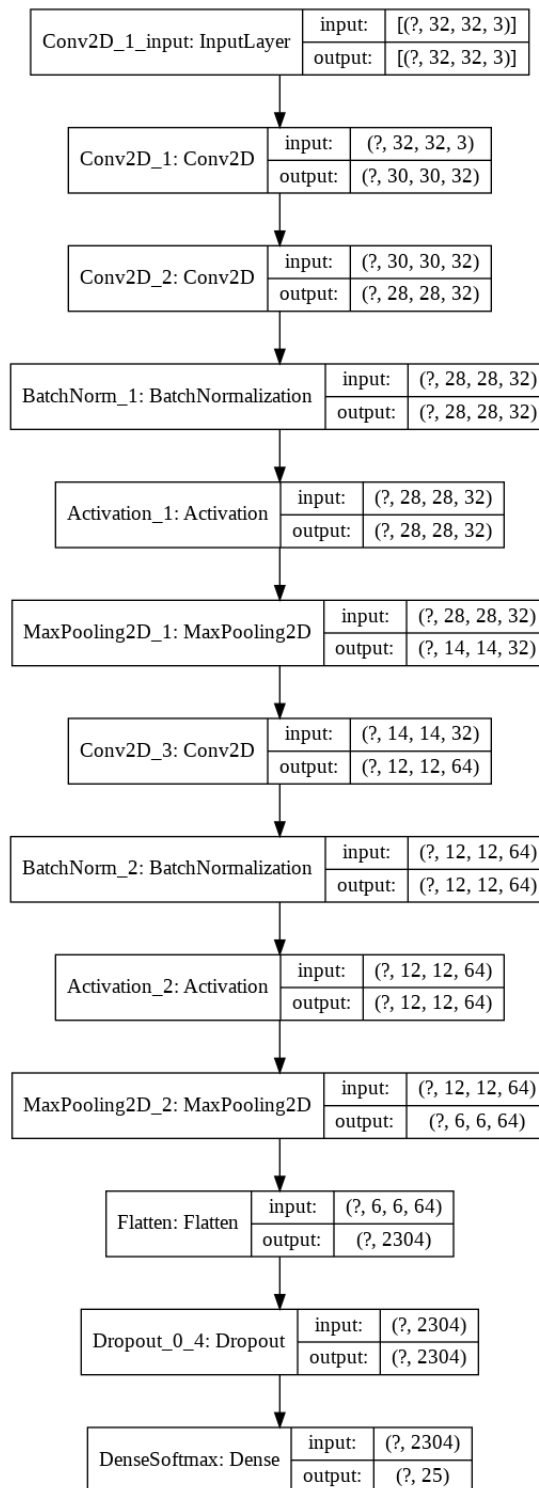 Conv2D_1_input: InputLayer
input: [(?, 32, 32, 3)]
output: [(?, 32, 32, 3)]
Conv2D_1: Conv2D
input: (?, 32, 32, 3)
output: (?, 30, 30, 32)
Conv2D_2: Conv2D
input: (?, 30, 30, 32)
output: (?, 28, 28, 32)
BatchNorm_1: BatchNormalization
input: (?, 28, 28, 32)
output: (?, 28, 28, 32)
Activation_1: Activation
input: (?, 28, 28, 32)
output: (?, 28, 28, 32)
MaxPooling2D_1: MaxPooling2D
input: (?, 28, 28, 32)
output: (?, 14, 14, 32)
Conv2D_3: Conv2D
input: (?, 14, 14, 32)
output: (?, 12, 12, 64)
BatchNorm_2: BatchNormalization
input: (?, 12, 12, 64)
output: (?, 12, 12, 64)
Activation_2: Activation
input: (?, 12, 12, 64)
output: (?, 12, 12, 64)
MaxPooling2D_2: MaxPooling2D
input: (?, 12, 12, 64)
output: (?, 6, 6, 64)
Flatten: Flatten
input: (?, 6, 6, 64)
output: (?, 2304)
Dropout_0_4: Dropout
input: (?, 2304)
output: (?, 2304)
DenseSoftmax: Dense
input: (?, 2304)
output: (?, 25)